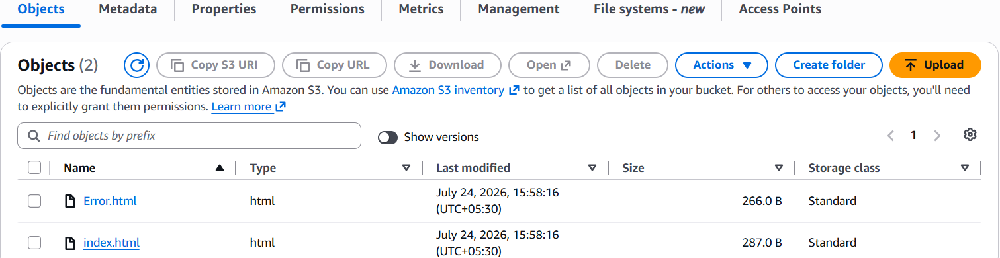 Objects Metadata Properties Permissions Metrics Management File systems - new Access Points
Objects (2) Copy S3 URI Copy URL Download Open Delete Actions Create folder Upload
Objects are the fundamental entities stored in Amazon S3. You can use Amazon S3 inventory to get a list of all objects in your bucket. For others to access your objects, you'll need
to explicitly grant them permissions. Learn more
Find objects by prefix Show versions 1
Name Type Last modified Size Storage class
Error.html html July 24, 2026, 15:58:16 (UTC+05:30) 266.0 B Standard
index.html html July 24, 2026, 15:58:16 (UTC+05:30) 287.0 B Standard